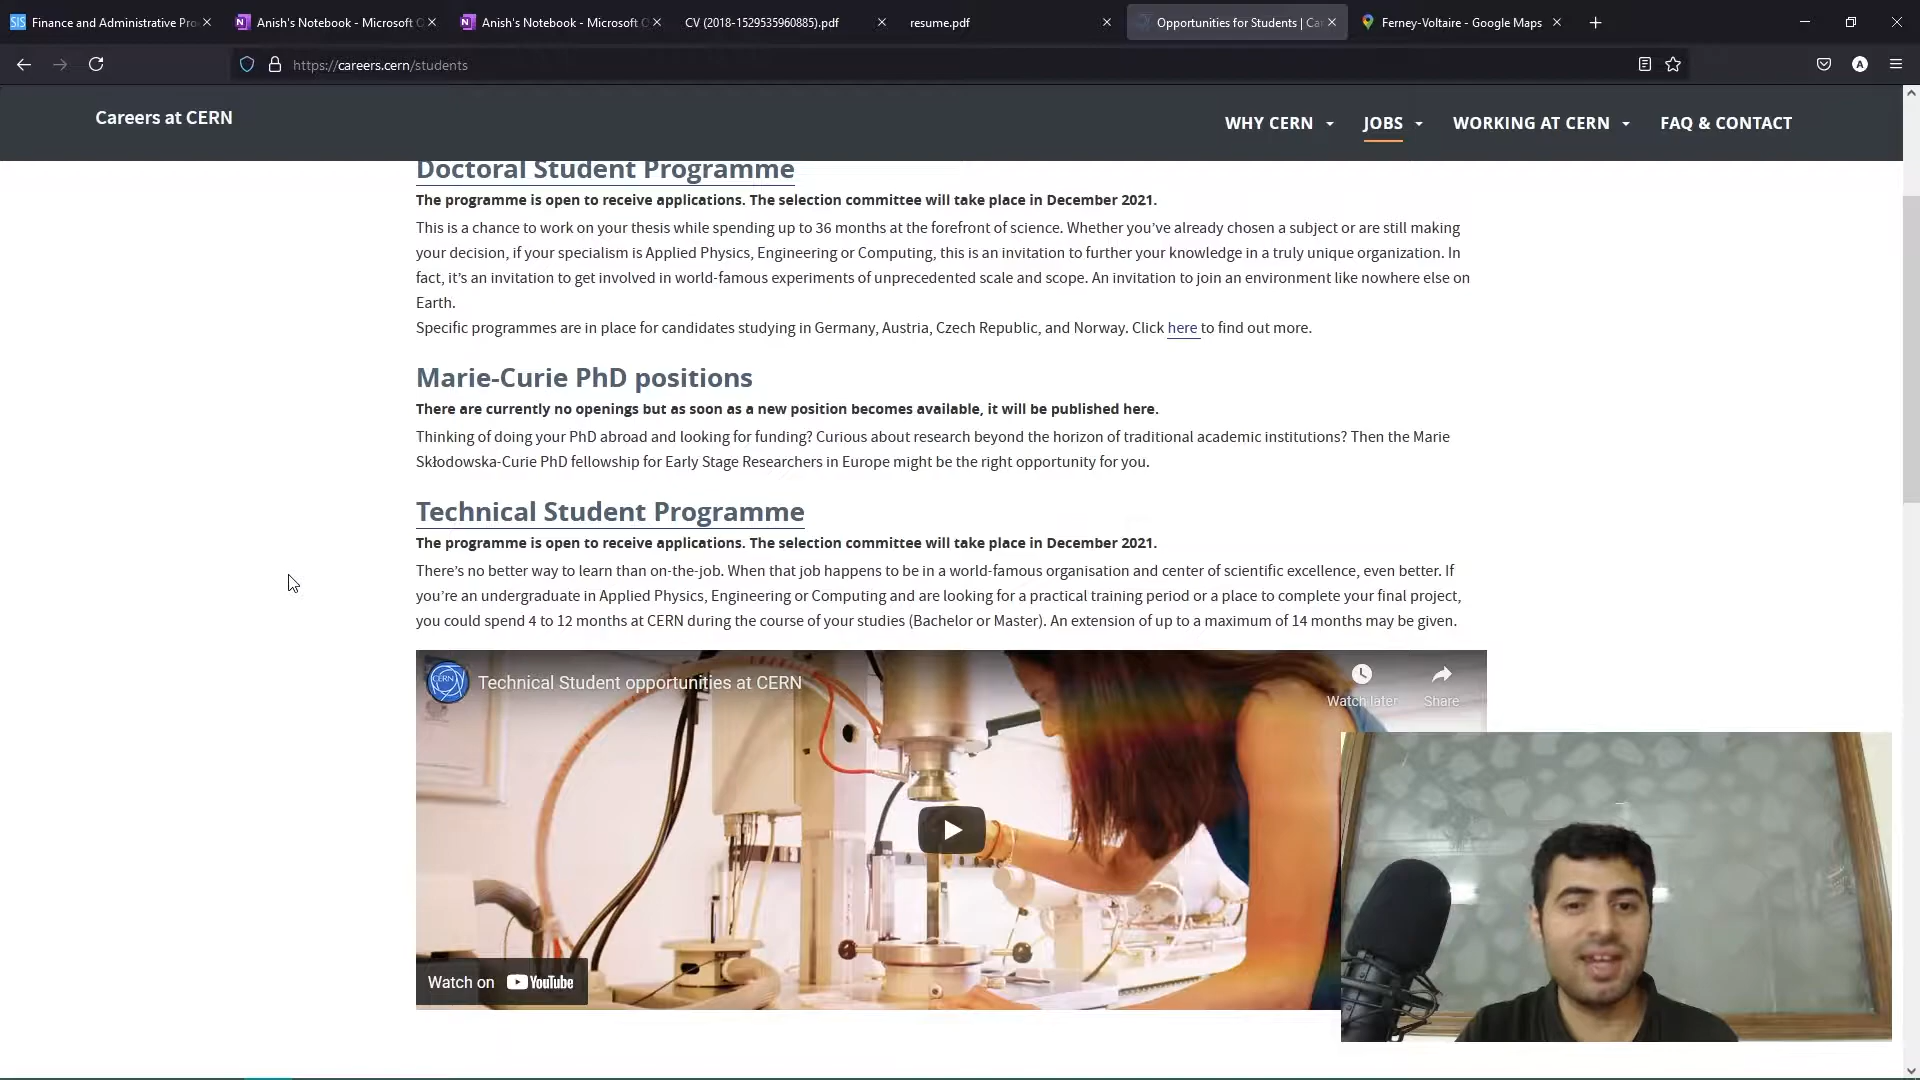 Finance and Administrative Pro
Anish's Notebook - Microsoft O
Anish's Notebook - Microsoft O
CV (2018-1529535960885).pdf
resume.pdf
Opportunities for Students | Ca
Ferney-Voltaire - Google Maps
https://careers.cern/students
Careers at CERN
WHY CERN
JOBS
WORKING AT CERN
FAQ & CONTACT
Doctoral Student Programme
The programme is open to receive applications. The selection committee will take place in December 2021.
This is a chance to work on your thesis while spending up to 36 months at the forefront of science. Whether you’ve already chosen a subject or are still making
your decision, if your specialism is Applied Physics, Engineering or Computing, this is an invitation to further your knowledge in a truly unique organization. In
fact, it’s an invitation to get involved in world-famous experiments of unprecedented scale and scope. An invitation to join an environment like nowhere else on
Earth.
Specific programmes are in place for candidates studying in Germany, Austria, Czech Republic, and Norway. Click here to find out more.
Marie-Curie PhD positions
There are currently no openings but as soon as a new position becomes available, it will be published here.
Thinking of doing your PhD abroad and looking for funding? Curious about research beyond the horizon of traditional academic institutions? Then the Marie
Skłodowska-Curie PhD fellowship for Early Stage Researchers in Europe might be the right opportunity for you.
Technical Student Programme
The programme is open to receive applications. The selection committee will take place in December 2021.
There’s no better way to learn than on-the-job. When that job happens to be in a world-famous organisation and center of scientific excellence, even better. If
you’re an undergraduate in Applied Physics, Engineering or Computing and are looking for a practical training period or a place to complete your final project,
you could spend 4 to 12 months at CERN during the course of your studies (Bachelor or Master). An extension of up to a maximum of 14 months may be given.
CERN
Technical Student opportunities at CERN
Watch later
Share
Watch on YouTube